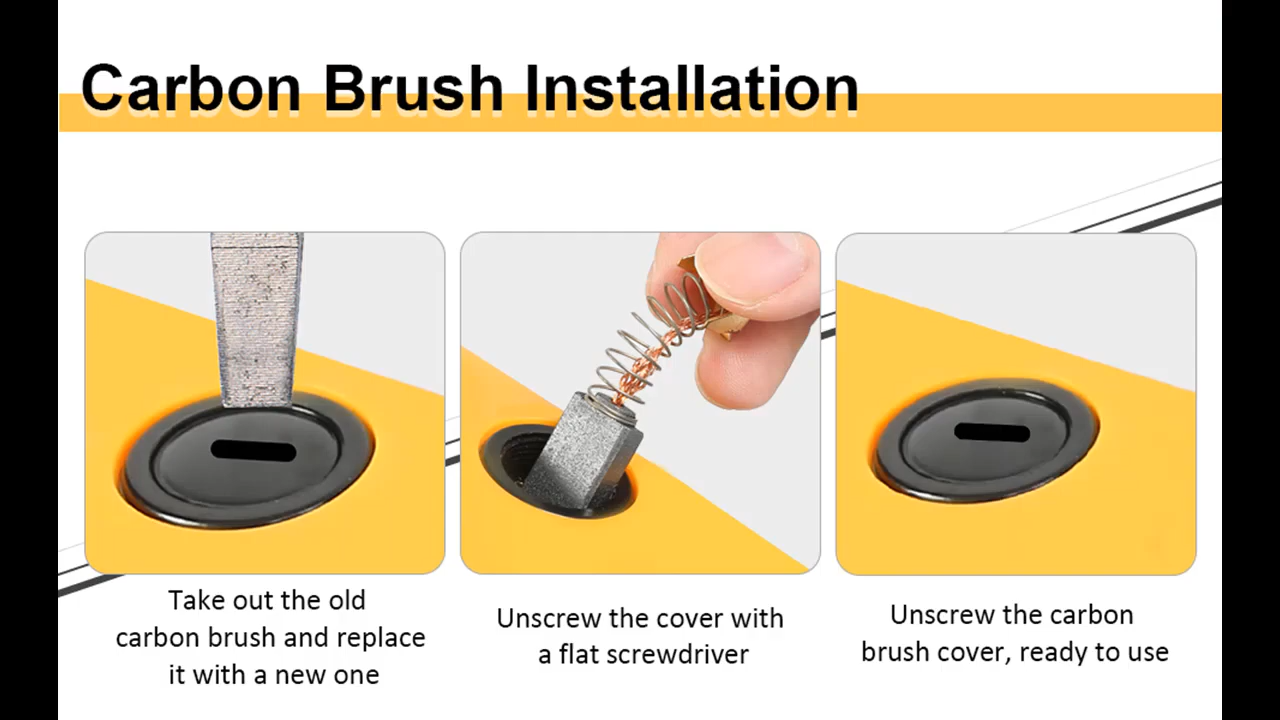 Carbon Brush Installation
Take out the old
carbon brush and replace
it with a new one
Unscrew the cover with
a flat screwdriver
Unscrew the carbon
brush cover, ready to use